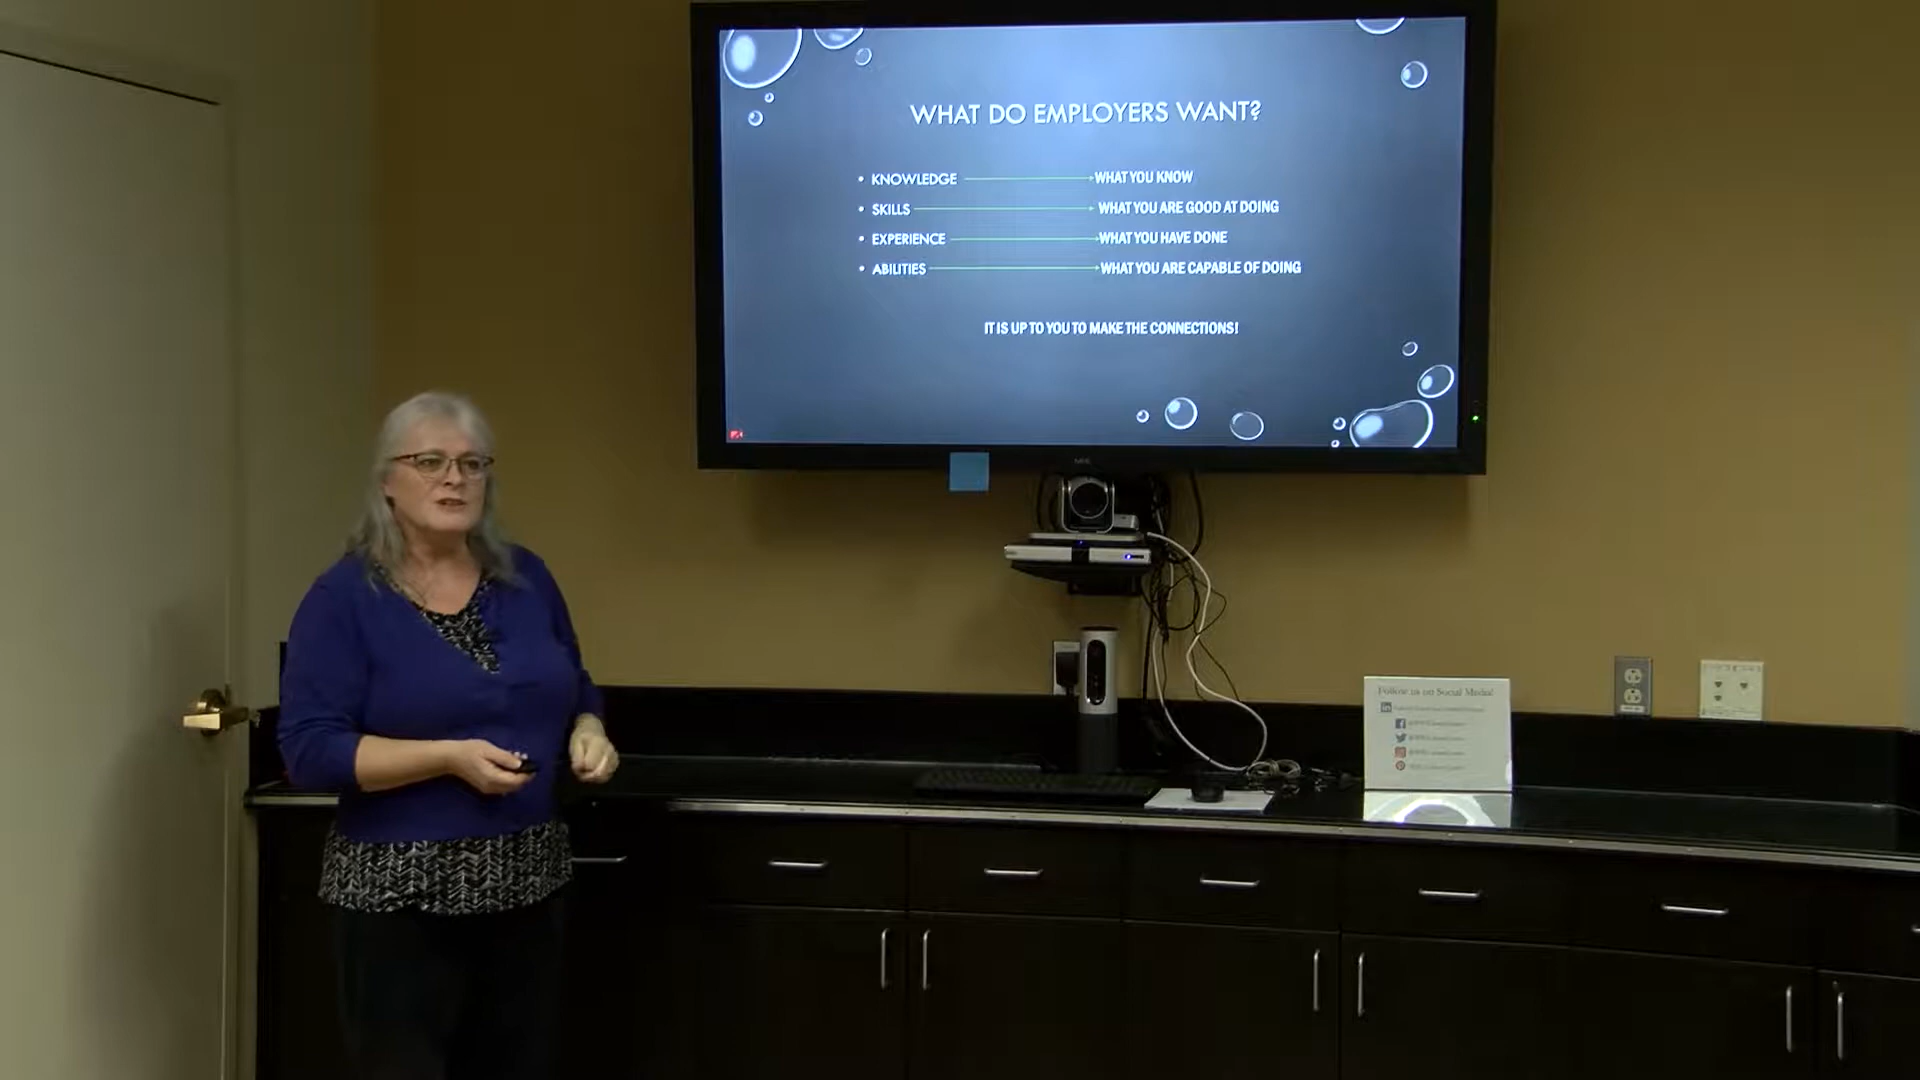 WHAT DO EMPLOYERS WANT?
• KNOWLEDGE WHAT YOU KNOW
• SKILLS WHAT YOU ARE GOOD AT DOING
• EXPERIENCE WHAT YOU HAVE DONE
• ABILITIES WHAT YOU ARE CAPABLE OF DOING
IT IS UP TO YOU TO MAKE THE CONNECTIONS!
NEC
Follow us on Social Media!
in